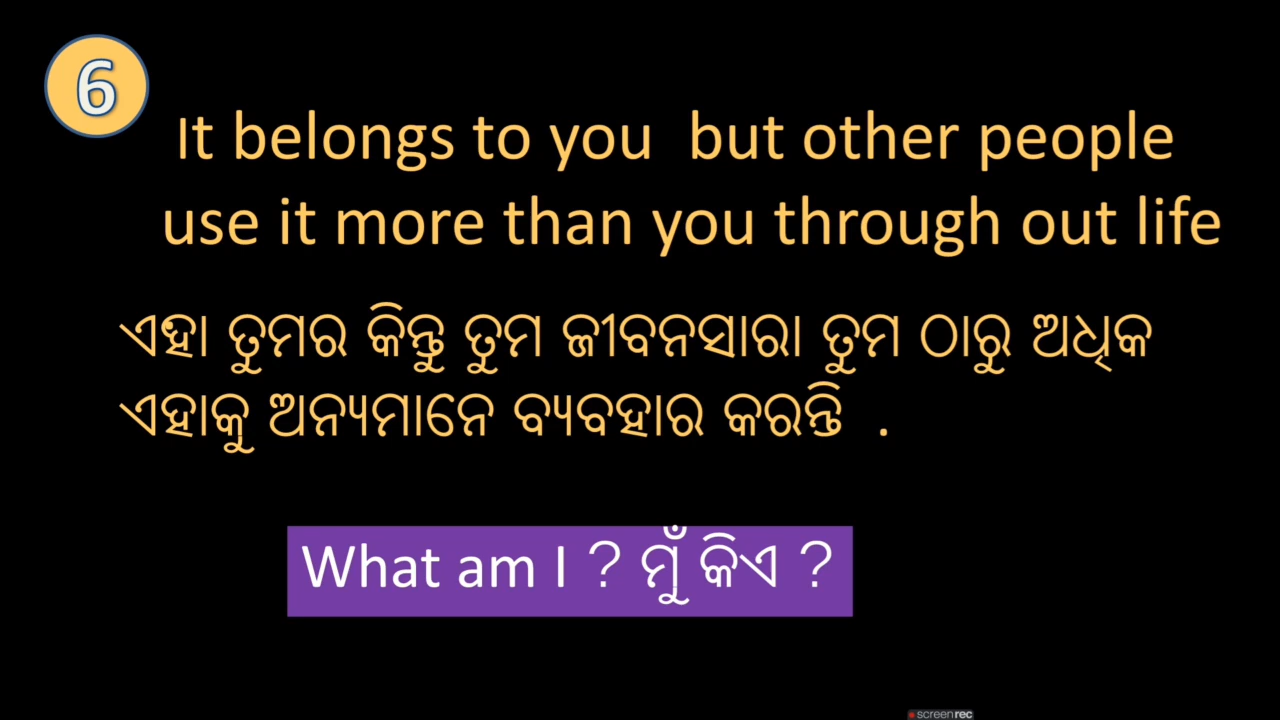 6
It belongs to you but other people
use it more than you through out life
ଏହା ତୁମର କିନ୍ତୁ ତୁମ ଜୀବନସାରା ତୁମ ଠାରୁ ଅଧିକ
ଏହାକୁ ଅନ୍ୟମାନେ ବ୍ୟବହାର କରନ୍ତି .
What am I ? ମୁଁ କିଏ ?
screenrec